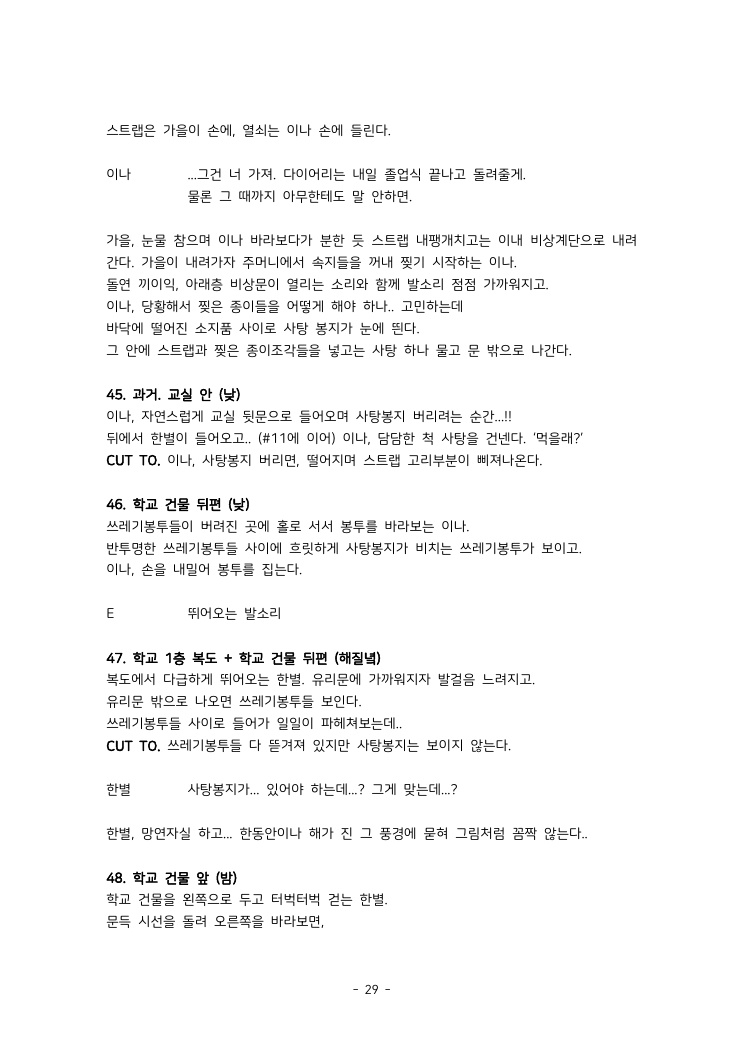 스트랩은 가을이 손에, 열쇠는 이나 손에 들린다.
이나 ...그건 너 가져. 다이어리는 내일 졸업식 끝나고 돌려줄게.
물론 그 때까지 아무한테도 말 안하면.
가을, 눈물 참으며 이나 바라보다가 분한 듯 스트랩 내팽개치고는 이내 비상계단으로 내려
간다. 가을이 내려가자 주머니에서 속지들을 꺼내 찢기 시작하는 이나.
돌연 끼이익, 아래층 비상문이 열리는 소리와 함께 발소리 점점 가까워지고.
이나, 당황해서 찢은 종이들을 어떻게 해야 하나.. 고민하는데
바닥에 떨어진 소지품 사이로 사탕 봉지가 눈에 띈다.
그 안에 스트랩과 찢은 종이조각들을 넣고는 사탕 하나 물고 문 밖으로 나간다.
45. 과거. 교실 안 (낮)
이나, 자연스럽게 교실 뒷문으로 들어오며 사탕봉지 버리려는 순간...!!
뒤에서 한별이 들어오고.. (#11에 이어) 이나, 담담한 척 사탕을 건넨다. '먹을래?'
CUT TO. 이나, 사탕봉지 버리면, 떨어지며 스트랩 고리부분이 삐져나온다.
46. 학교 건물 뒤편 (낮)
쓰레기봉투들이 버려진 곳에 홀로 서서 봉투를 바라보는 이나.
반투명한 쓰레기봉투들 사이에 흐릿하게 사탕봉지가 비치는 쓰레기봉투가 보이고.
이나, 손을 내밀어 봉투를 집는다.
E 뛰어오는 발소리
47. 학교 1층 복도 + 학교 건물 뒤편 (해질녘)
복도에서 다급하게 뛰어오는 한별. 유리문에 가까워지자 발걸음 느려지고.
유리문 밖으로 나오면 쓰레기봉투들 보인다.
쓰레기봉투들 사이로 들어가 일일이 파헤쳐보는데..
CUT TO. 쓰레기봉투들 다 뜯겨져 있지만 사탕봉지는 보이지 않는다.
한별 사탕봉지가... 있어야 하는데...? 그게 맞는데...?
한별, 망연자실 하고... 한동안이나 해가 진 그 풍경에 묻혀 그림처럼 꼼짝 않는다..
48. 학교 건물 앞 (밤)
학교 건물을 왼쪽으로 두고 터벅터벅 걷는 한별.
문득 시선을 돌려 오른쪽을 바라보면,
- 29 -